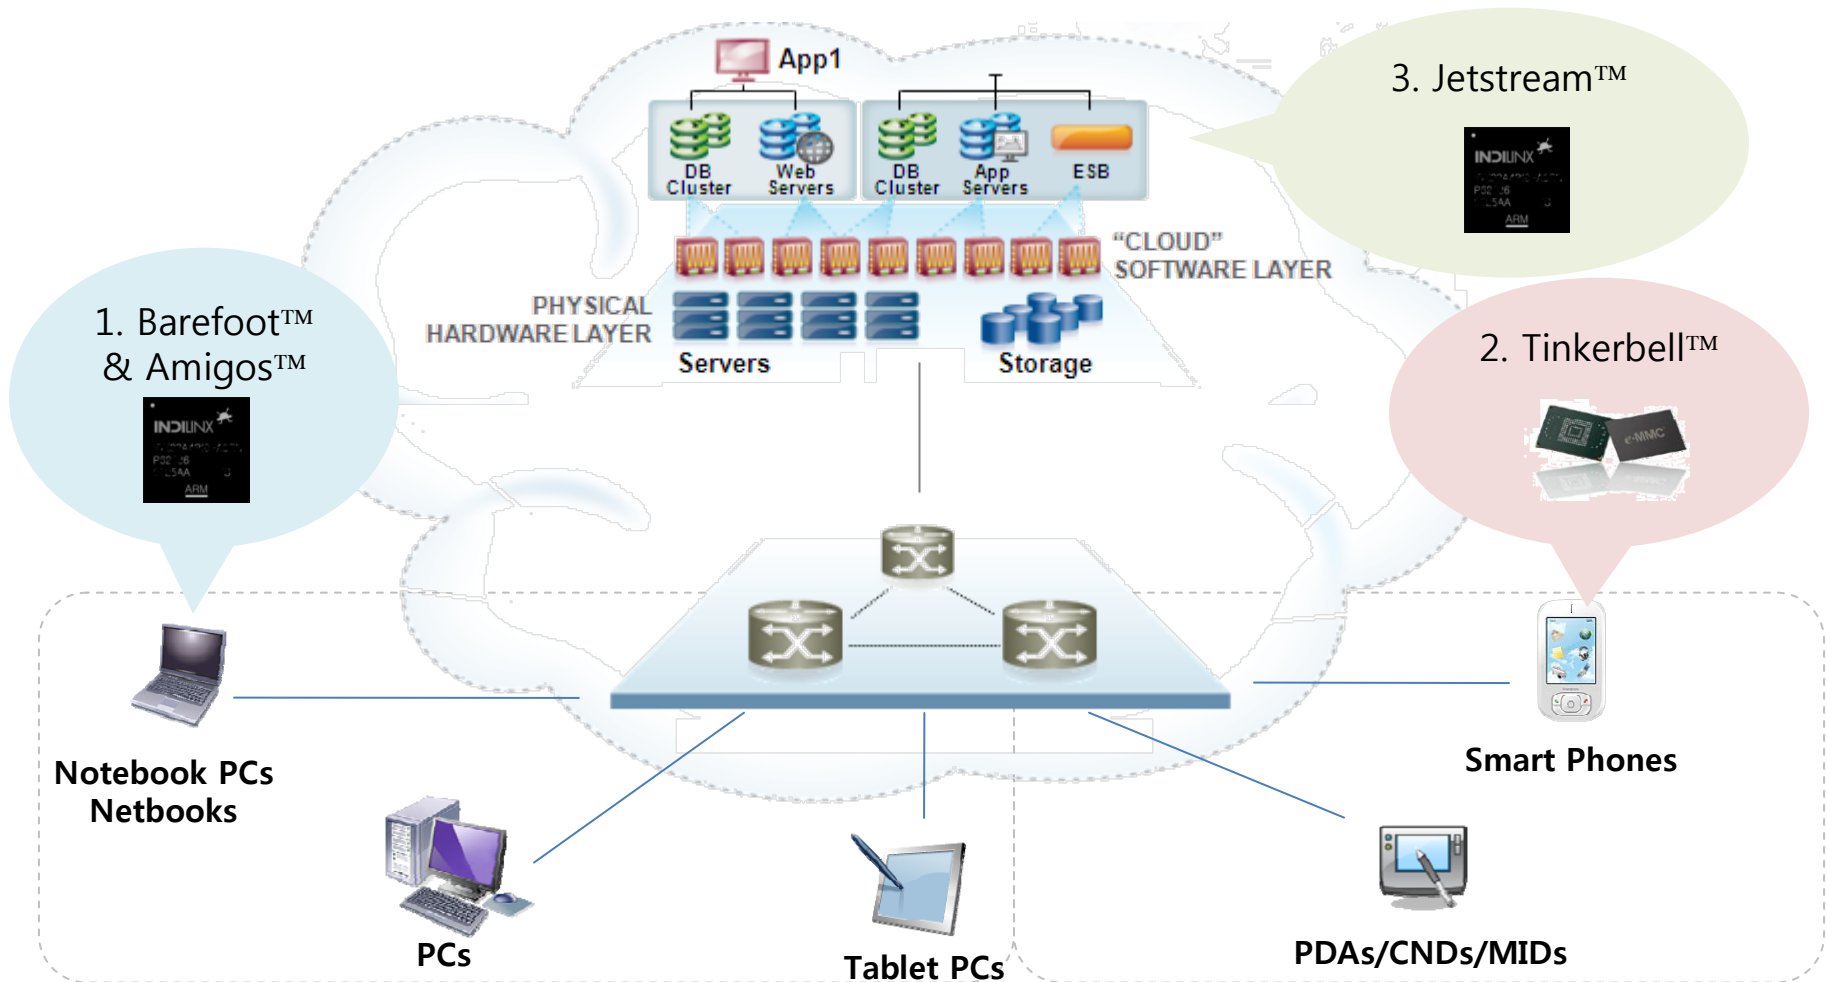 App1
DB
Cluster
Web
Servers
DB
Cluster
App
Servers
ESB
"CLOUD"
SOFTWARE LAYER
PHYSICAL
HARDWARE LAYER
Servers
Storage
1. Barefoot™
& Amigos™
INDILINX
ARM
3. Jetstream™
INDILINX
ARM
2. Tinkerbell™
e·MMC
Notebook PCs
Netbooks
PCs
Tablet PCs
PDAs/CNDs/MIDs
Smart Phones